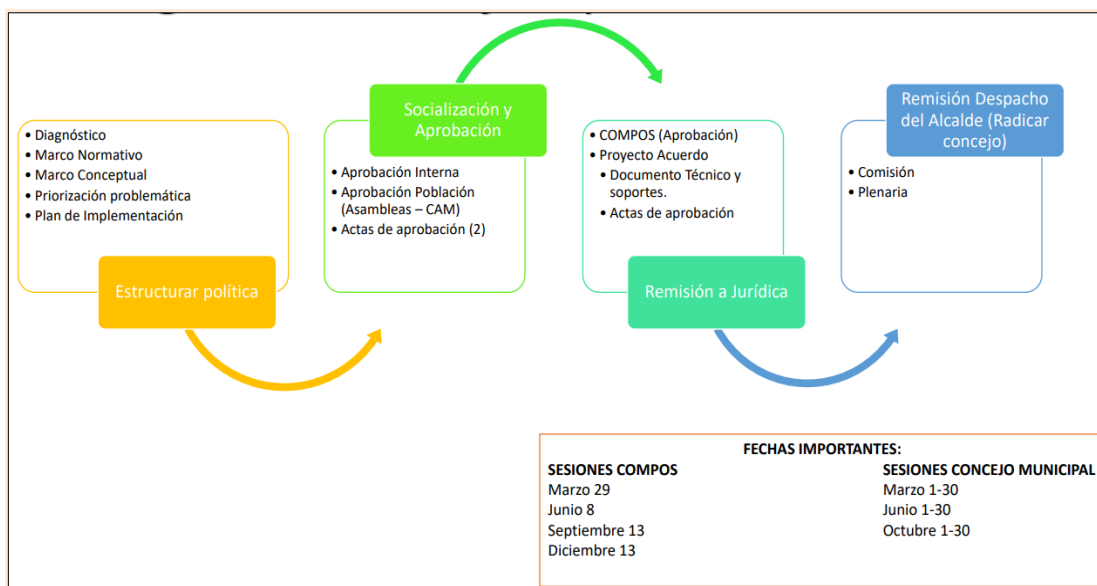 • Diagnóstico
• Marco Normativo
• Marco Conceptual
• Priorización problemática
• Plan de Implementación
Estructurar política
Socialización y
Aprobación
• Aprobación Interna
• Aprobación Población
(Asambleas – CAM)
• Actas de aprobación (2)
• COMPOS (Aprobación)
• Proyecto Acuerdo
• Documento Técnico y
soportes.
• Actas de aprobación
Remisión a Jurídica
Remisión Despacho
del Alcalde (Radicar
concejo)
• Comisión
• Plenaria
FECHAS IMPORTANTES:
SESIONES COMPOS
Marzo 29
Junio 8
Septiembre 13
Diciembre 13
SESIONES CONCEJO MUNICIPAL
Marzo 1-30
Junio 1-30
Octubre 1-30